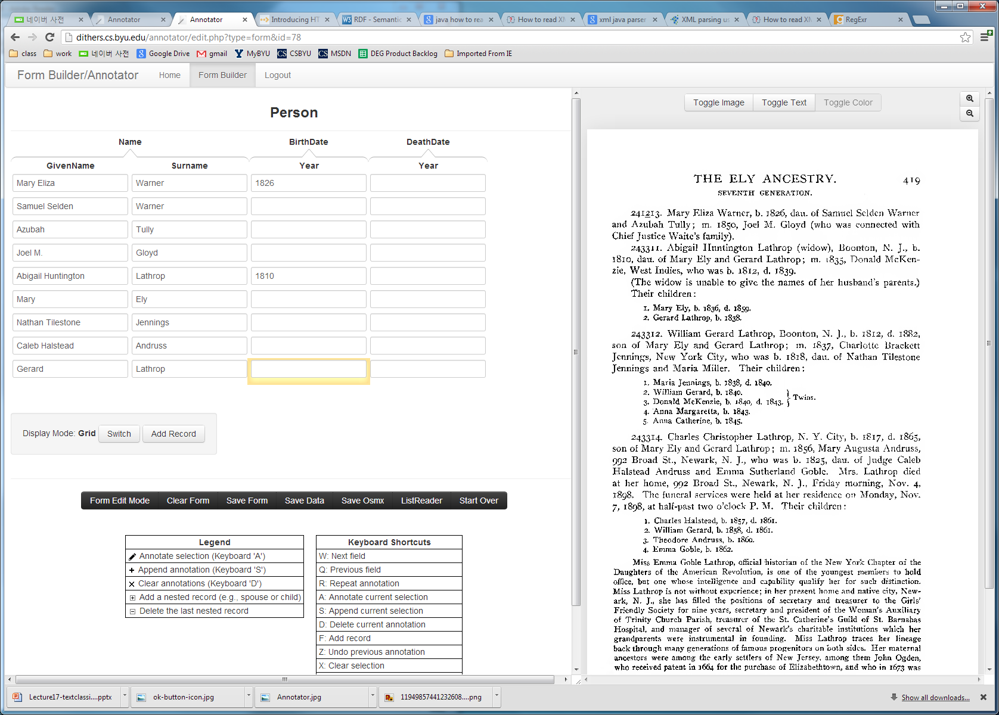 네이버 사전
Annotator
Annotator
Introducing HT
RDF - Semantic
java how to rea
How to read XM
xml java parser
XML parsing us
How to read XM
RegExr
dithers.cs.byu.edu/annotator/edit.php?type=form&id=78
class
work
네이버 사전
Google Drive
gmail
MyBYU
CSBYU
MSDN
DEG Product Backlog
Imported From IE
Form Builder/Annotator
Home
Form Builder
Logout
Person
Name
BirthDate
DeathDate
GivenName
Surname
Year
Year
Mary Eliza
Warner
1826
Samuel Selden
Warner
Azubah
Tully
Joel M.
Gloyd
Abigail Huntington
Lathrop
1810
Mary
Ely
Nathan Tilestone
Jennings
Caleb Halstead
Andruss
Gerard
Lathrop
Display Mode: Grid
Switch
Add Record
Form Edit Mode
Clear Form
Save Form
Save Data
Save Osmx
ListReader
Start Over
Legend
Annotate selection (Keyboard 'A')
Append annotation (Keyboard 'S')
Clear annotations (Keyboard 'D')
Add a nested record (e.g., spouse or child)
Delete the last nested record
Keyboard Shortcuts
W: Next field
Q: Previous field
R: Repeat annotation
A: Annotate current selection
S: Append current selection
D: Delete current annotation
F: Add record
Z: Undo previous annotation
X: Clear selection
Toggle Image
Toggle Text
Toggle Color
THE ELY ANCESTRY. 419
SEVENTH GENERATION.
241213. Mary Eliza Warner, b. 1826, dau. of Samuel Selden Warner
and Azubah Tully; m. 1850, Joel M. Gloyd (who was connected with
Chief Justice Waite's family).
243311. Abigail Huntington Lathrop (widow), Boonton, N. J., b.
1810, dau. of Mary Ely and Gerard Lathrop; m. 1835, Donald McKen-
zie, West Indies, who was b. 1812, d. 1839.
(The widow is unable to give the names of her husband's parents.)
Their children:
1. Mary Ely, b. 1836, d. 1859.
2. Gerard Lathrop, b. 1838.
243312. William Gerard Lathrop, Boonton, N. J., b. 1812, d. 1882,
son of Mary Ely and Gerard Lathrop; m. 1837, Charlotte Brackett
Jennings, New York City, who was b. 1818, dau. of Nathan Tilestone
Jennings and Maria Miller. Their children:
1. Maria Jennings, b. 1838, d. 1840.
2. William Gerard, b. 1840.
3. Donald McKenzie, b. 1840, d. 1843. } Twins.
4. Anna Margaretta, b. 1843.
5. Anna Catherine, b. 1845.
243314. Charles Christopher Lathrop, N. Y. City, b. 1817, d. 1865,
son of Mary Ely and Gerard Lathrop; m. 1856, Mary Augusta Andruss,
992 Broad St., Newark, N. J., who was b. 1825, dau. of Judge Caleb
Halstead Andruss and Emma Sutherland Goble. Mrs. Lathrop died
at her home, 992 Broad St., Newark, N. J., Friday morning, Nov. 4,
1898. The funeral services were held at her residence on Monday, Nov.
7, 1898, at half-past two o'clock P. M. Their children:
1. Charles Halstead, b. 1857, d. 1861.
2. William Gerard, b. 1858, d. 1861.
3. Theodore Andruss, b. 1860.
4. Emma Goble, b. 1862.
Miss Emma Goble Lathrop, official historian of the New York Chapter of the
Daughters of the American Revolution, is one of the youngest members to hold
office, but one whose intelligence and capability qualify her for such distinction.
Miss Lathrop is not without experience; in her present home and native city, New-
ark, N. J., she has filled the positions of secretary and treasurer to the Girls'
Friendly Society for nine years, secretary and president of the Woman's Auxiliary
of Trinity Church Parish, treasurer of the St. Catherine's Guild of St. Barnabas
Hospital, and manager of several of Newark's charitable institutions which her
grandparents were instrumental in founding. Miss Lathrop traces her lineage
back through many generations of famous progenitors on both sides. Her maternal
ancestors were among the early settlers of New Jersey, among them John Ogden,
who received patent in 1664 for the purchase of Elizabethtown, and who in 1673 was
Lecture17-textclassi....pptx
ok-button-icon.jpg
Annotator.jpg
11949857441232608....png
Show all downloads...